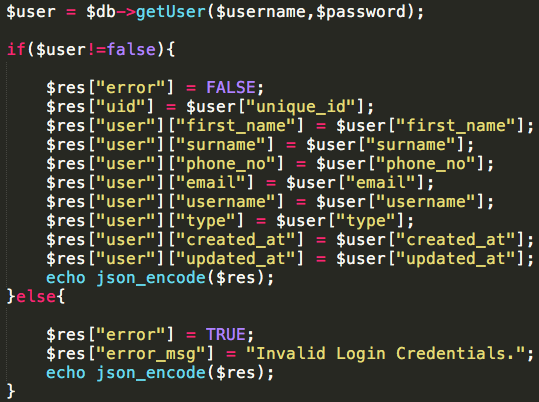 $user = $db->getUser($username,$password);
if($user!=false){
$res["error"] = FALSE;
$res["uid"] = $user["unique_id"];
$res["user"]["first_name"] = $user["first_name"];
$res["user"]["surname"] = $user["surname"];
$res["user"]["phone_no"] = $user["phone_no"];
$res["user"]["email"] = $user["email"];
$res["user"]["username"] = $user["username"];
$res["user"]["type"] = $user["type"];
$res["user"]["created_at"] = $user["created_at"];
$res["user"]["updated_at"] = $user["updated_at"];
echo json_encode($res);
}else{
$res["error"] = TRUE;
$res["error_msg"] = "Invalid Login Credentials.";
echo json_encode($res);
}